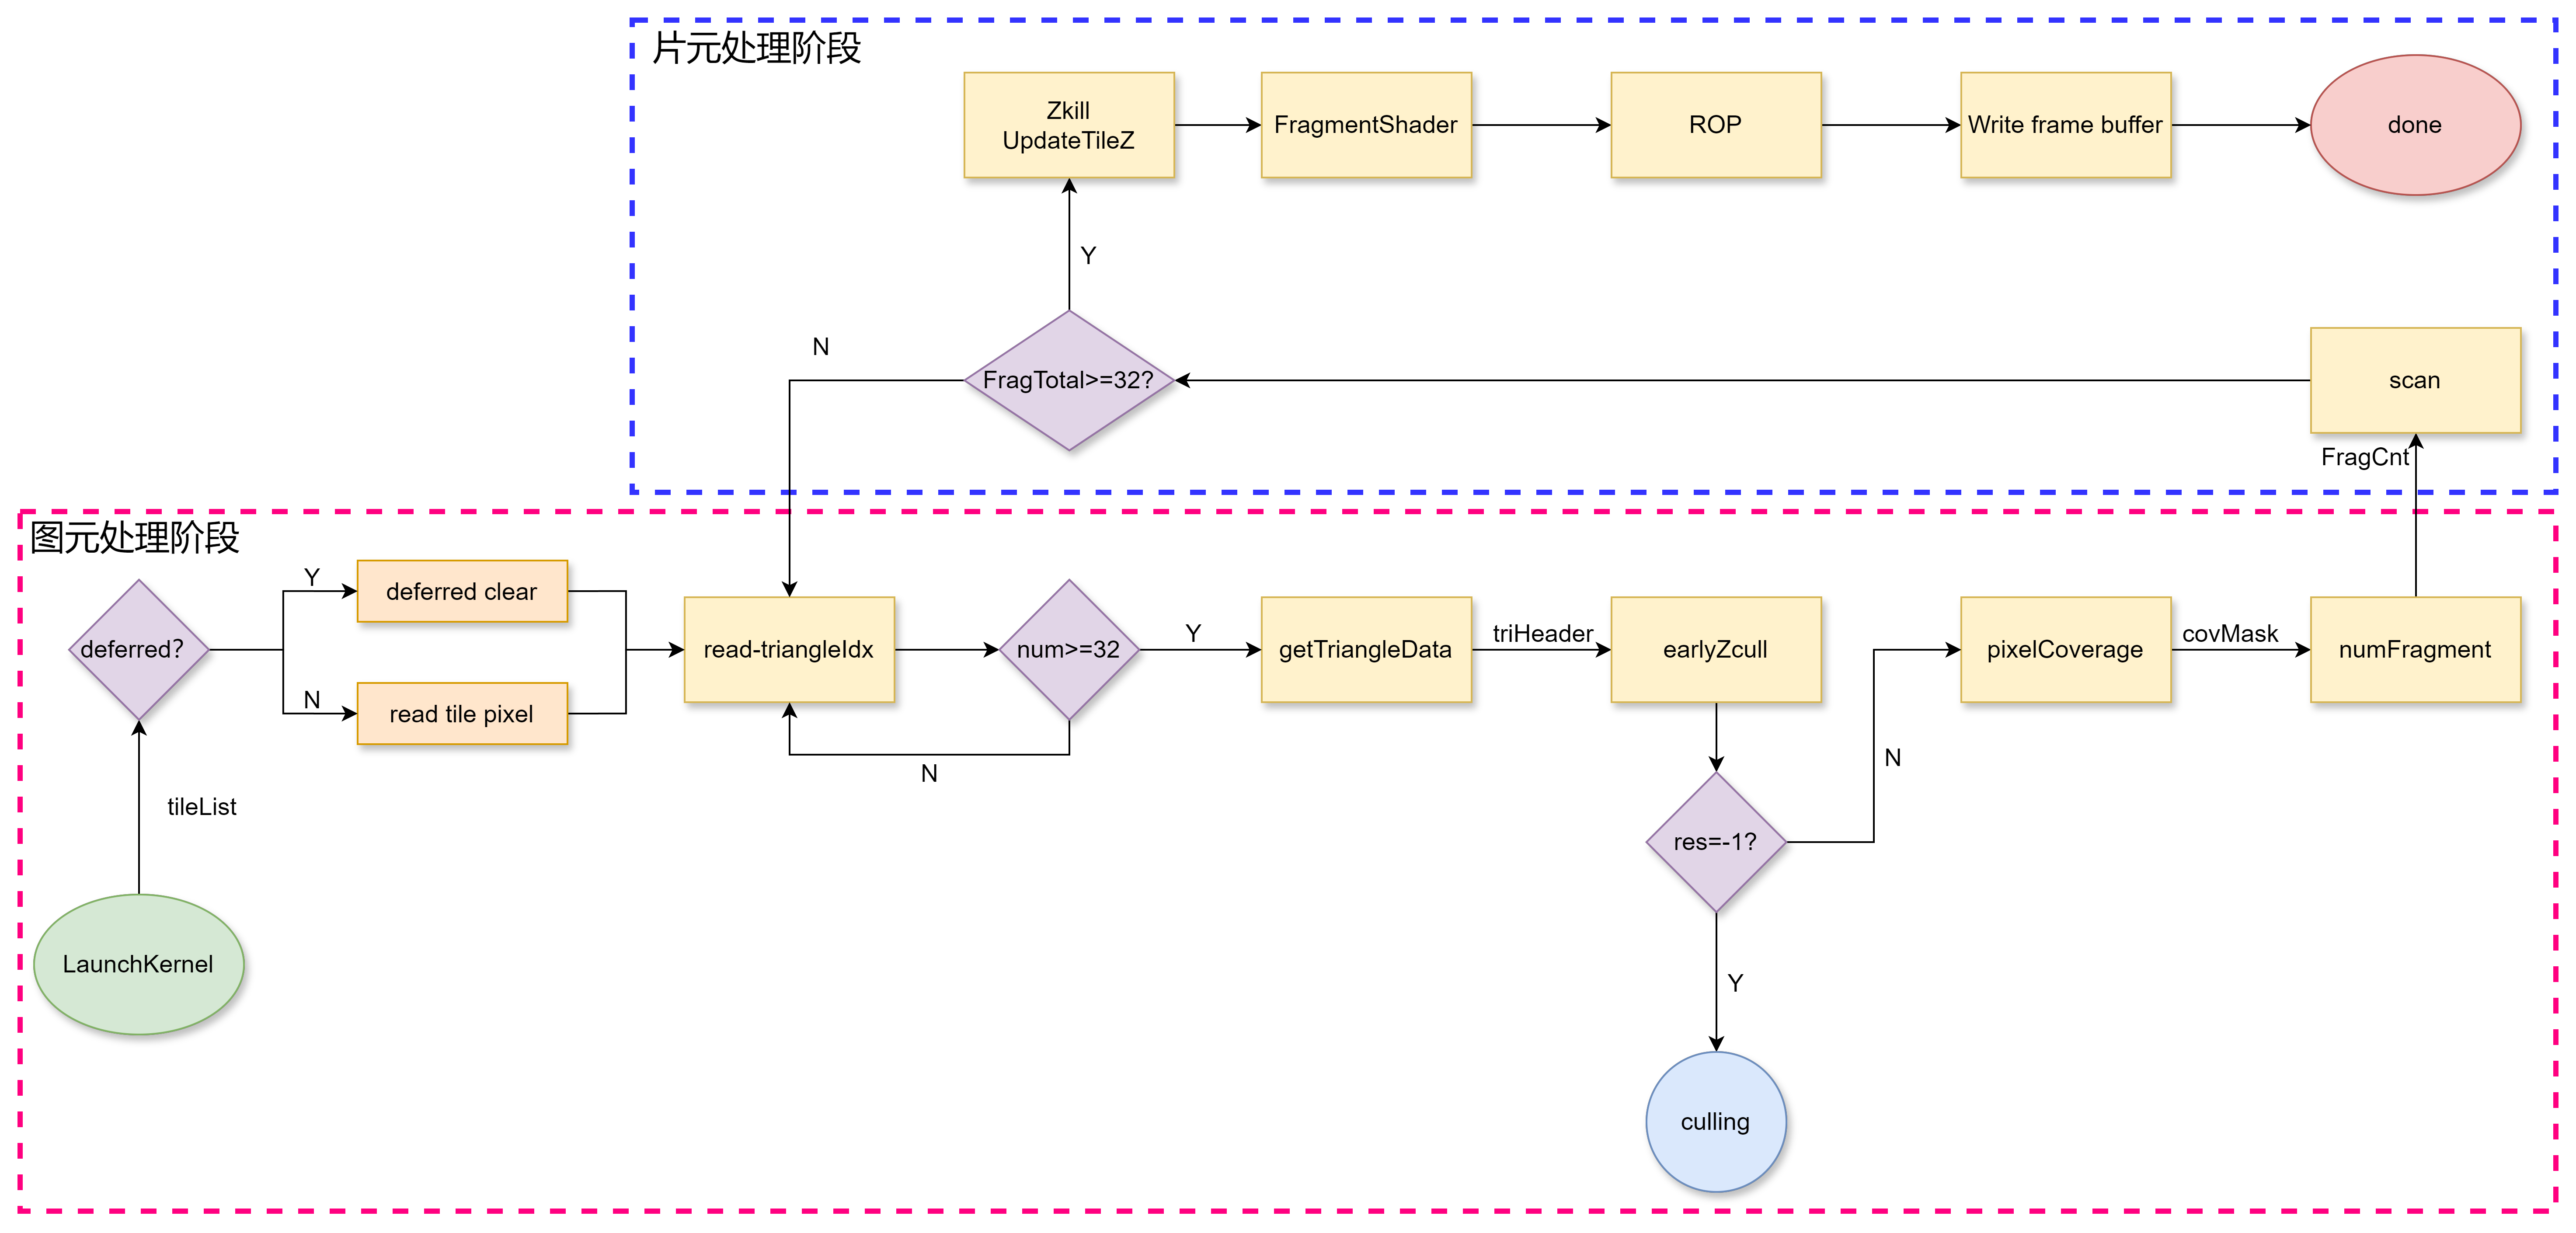 片元处理阶段
Zkill
UpdateTileZ
FragmentShader
ROP
Write frame buffer
done
Y
N
FragTotal>=32?
scan
FragCnt
图元处理阶段
deferred?
Y
deferred clear
N
read tile pixel
read-triangleIdx
num>=32
Y
N
getTriangleData
triHeader
earlyZcull
pixelCoverage
covMask
numFragment
N
res=-1?
Y
culling
tileList
LaunchKernel